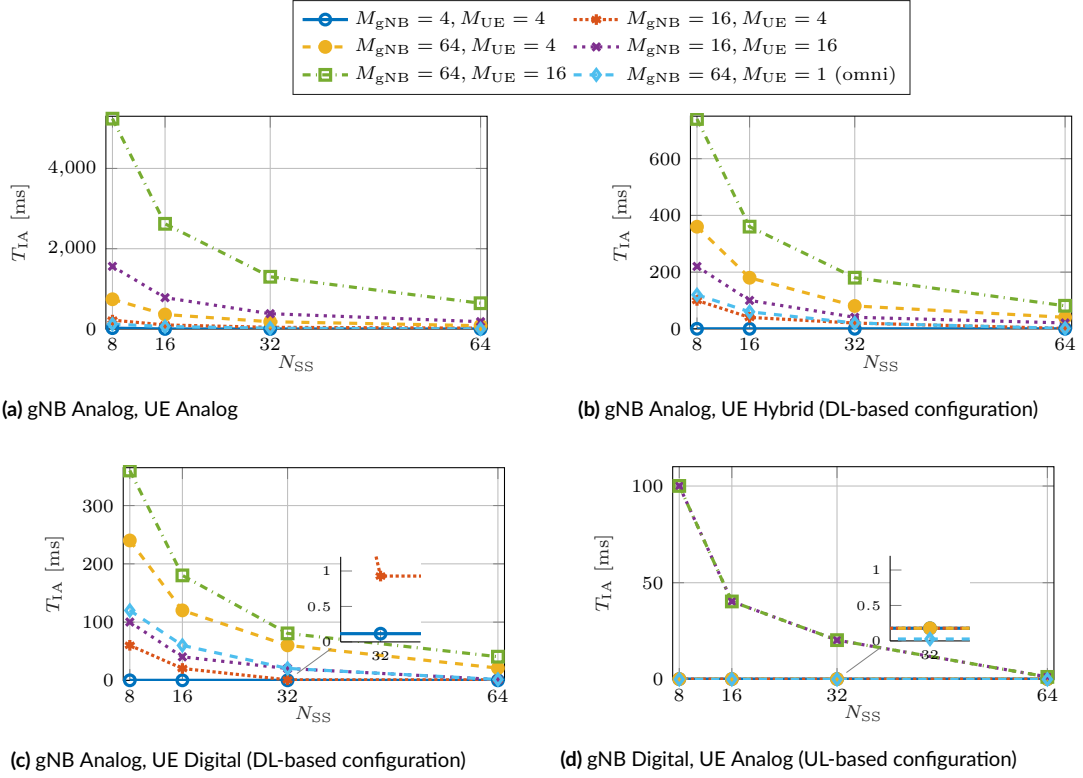 M_gNB = 4, M_UE = 4 M_gNB = 16, M_UE = 4
M_gNB = 64, M_UE = 4 M_gNB = 16, M_UE = 16
M_gNB = 64, M_UE = 16 M_gNB = 64, M_UE = 1 (omni)
4,000
2,000
0
T_IA [ms]
8 16 32 64
N_SS
(a) gNB Analog, UE Analog
600
400
200
0
T_IA [ms]
8 16 32 64
N_SS
(b) gNB Analog, UE Hybrid (DL-based configuration)
300
200
100
0
T_IA [ms]
1
0.5
0
32
8 16 32 64
N_SS
(c) gNB Analog, UE Digital (DL-based configuration)
100
50
0
T_IA [ms]
1
0.5
0
32
8 16 32 64
N_SS
(d) gNB Digital, UE Analog (UL-based configuration)